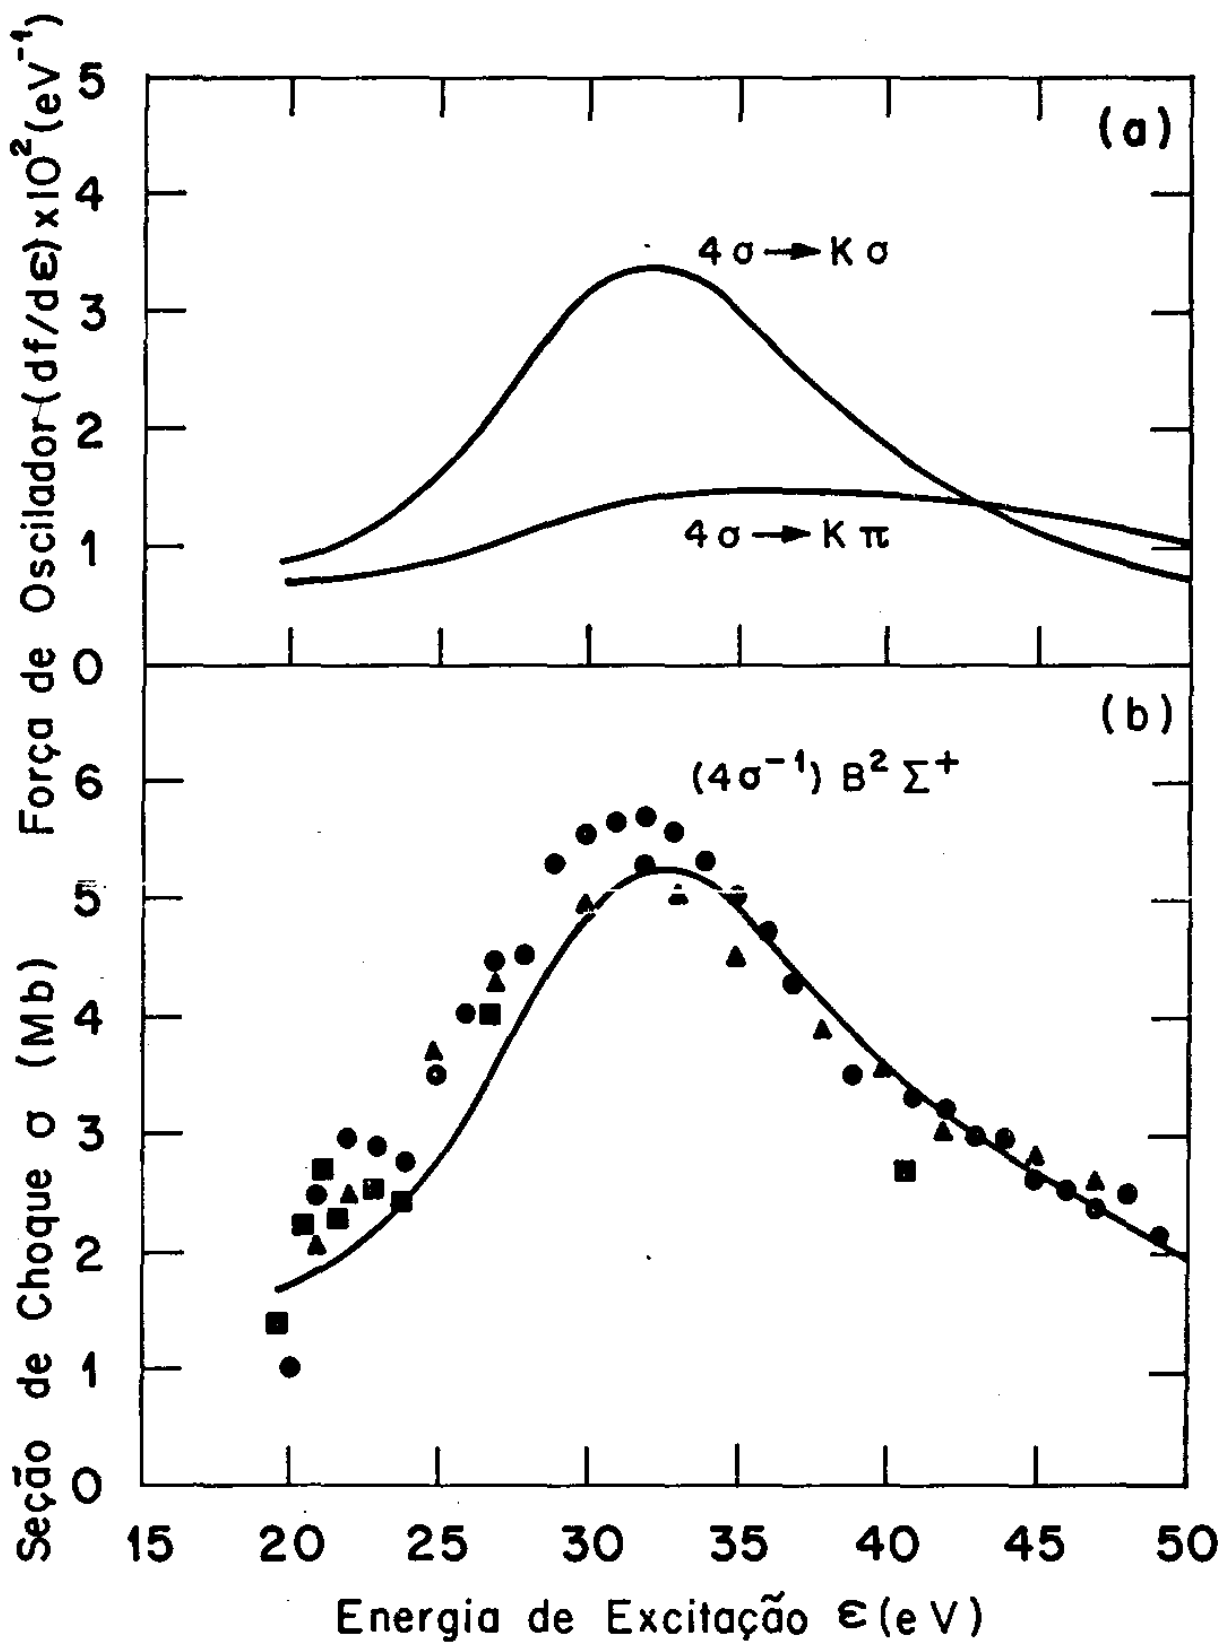 Força de Oscilador (df/dε)x10²(eV⁻¹)
5
4
3
2
1
0
(a)
4σ→Kσ
4σ→Kπ
Seção de Choque σ (Mb)
6
5
4
3
2
1
0
(b)
(4σ⁻¹) B²Σ⁺
15 20 25 30 35 40 45 50
Energia de Excitação ε(eV)